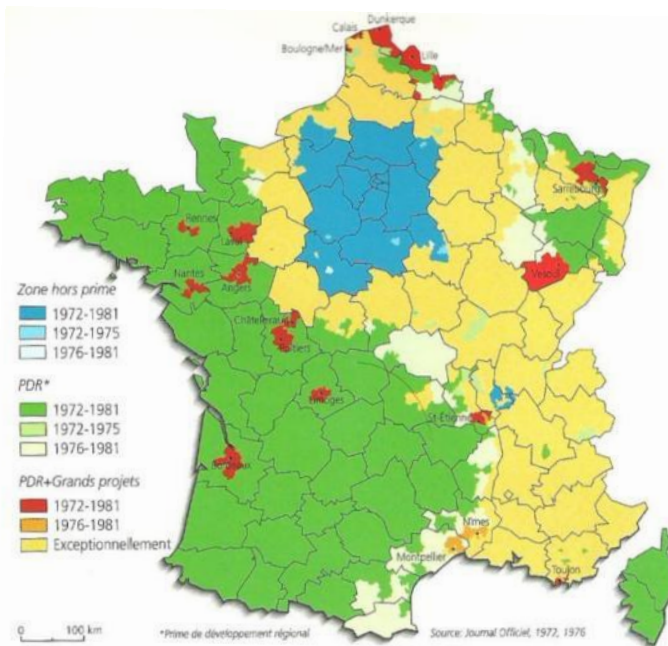 Dunkerque
Calais
Boulogne/Mer
Lille
Sarrebourg
Rennes
Laval
Vesoul
Nantes
Angers
Zone hors prime
1972-1981
1972-1975
1976-1981
Châtellerault
Poitiers
PDR*
1972-1981
1972-1975
1976-1981
Limoges
St-Étienne
Bordeaux
PDR+Grands projets
1972-1981
1976-1981
Exceptionnellement
Nîmes
Montpellier
Toulon
0 100 km
*Prime de développement régional
Source: Journal Officiel, 1972, 1976